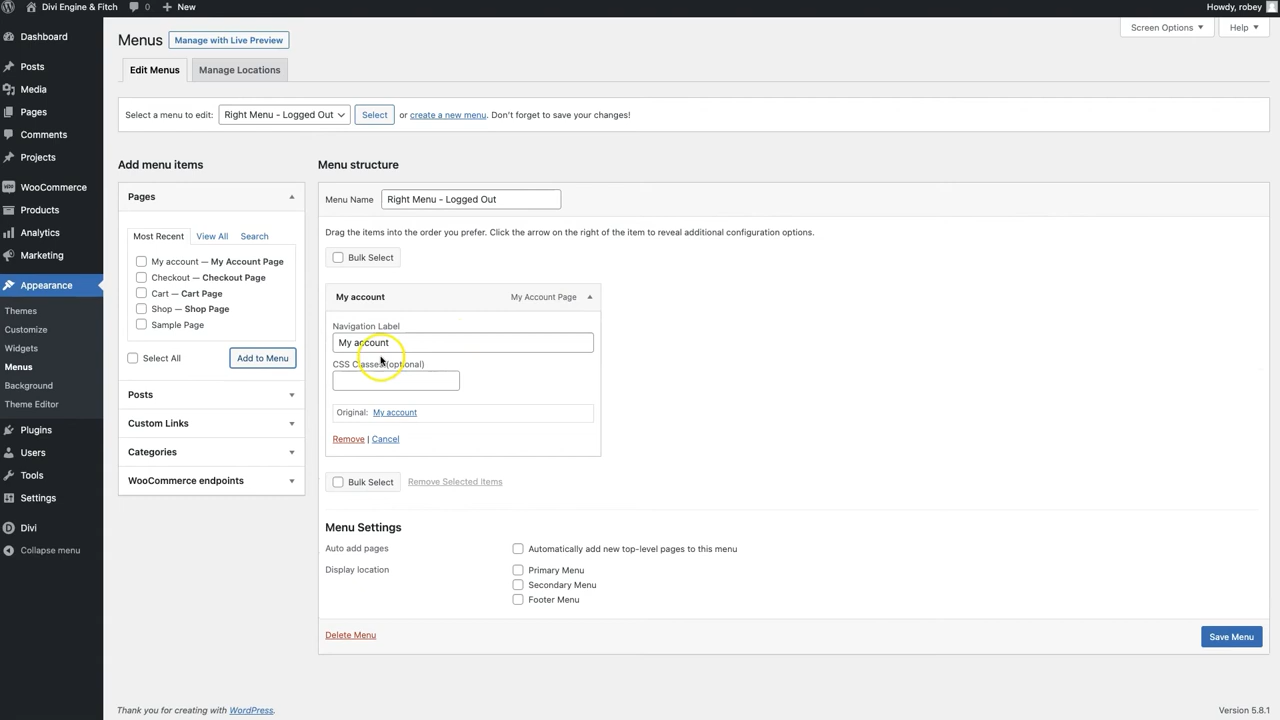 Divi Engine & Fitch
0
New
Howdy, robey
Screen Options
Help
Dashboard
Posts
Media
Pages
Comments
Projects
WooCommerce
Products
Analytics
Marketing
Appearance
Themes
Customize
Widgets
Menus
Background
Theme Editor
Plugins
Users
Tools
Settings
Divi
Collapse menu
Menus
Manage with Live Preview
Edit Menus
Manage Locations
Select a menu to edit: Right Menu - Logged Out Select or create a new menu. Don't forget to save your changes!
Add menu items
Pages
Most Recent View All Search
My account — My Account Page
Checkout — Checkout Page
Cart — Cart Page
Shop — Shop Page
Sample Page
Select All
Add to Menu
Posts
Custom Links
Categories
WooCommerce endpoints
Menu structure
Menu Name Right Menu - Logged Out
Drag the items into the order you prefer. Click the arrow on the right of the item to reveal additional configuration options.
Bulk Select
My account My Account Page
Navigation Label
My account
CSS Classes (optional)
Original: My account
Remove | Cancel
Bulk Select Remove Selected Items
Menu Settings
Auto add pages Automatically add new top-level pages to this menu
Display location Primary Menu
Secondary Menu
Footer Menu
Delete Menu
Save Menu
Thank you for creating with WordPress.
Version 5.8.1